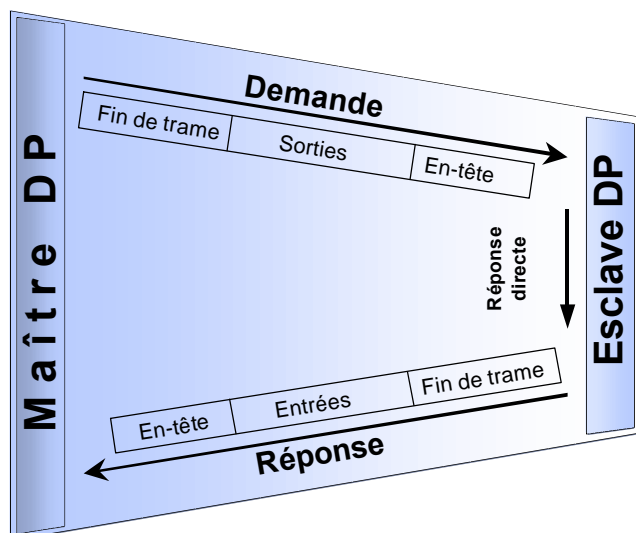 Maître DP
Demande
Fin de trame
Sorties
En-tête
Réponse
directe
Esclave DP
En-tête
Entrées
Fin de trame
Réponse